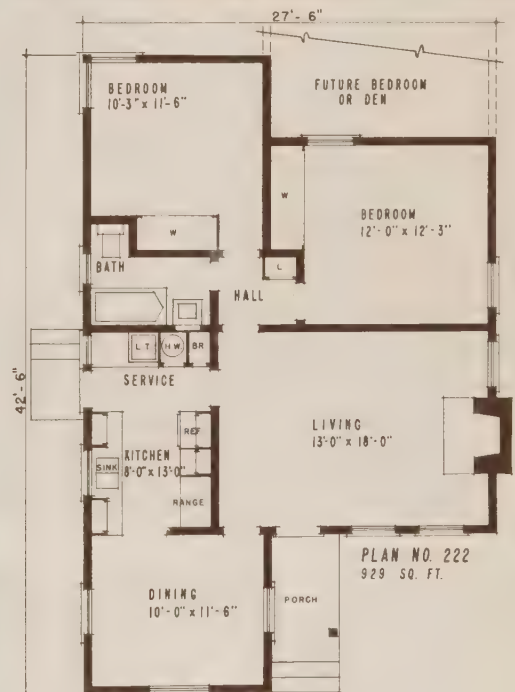 27'-6"
BEDROOM
10'-3" x 11'-6"
FUTURE BEDROOM
OR DEN
W
BEDROOM
12'-0" x 12'-3"
W
BATH
L
HALL
L T
H.W
BR
SERVICE
42'-6"
LIVING
13'-0" x 18'-0"
REF
KITCHEN
8'-0" x 13'-0"
SINK
RANGE
PLAN NO. 222
929 SQ. FT.
DINING
10'-0" x 11'-6"
PORCH